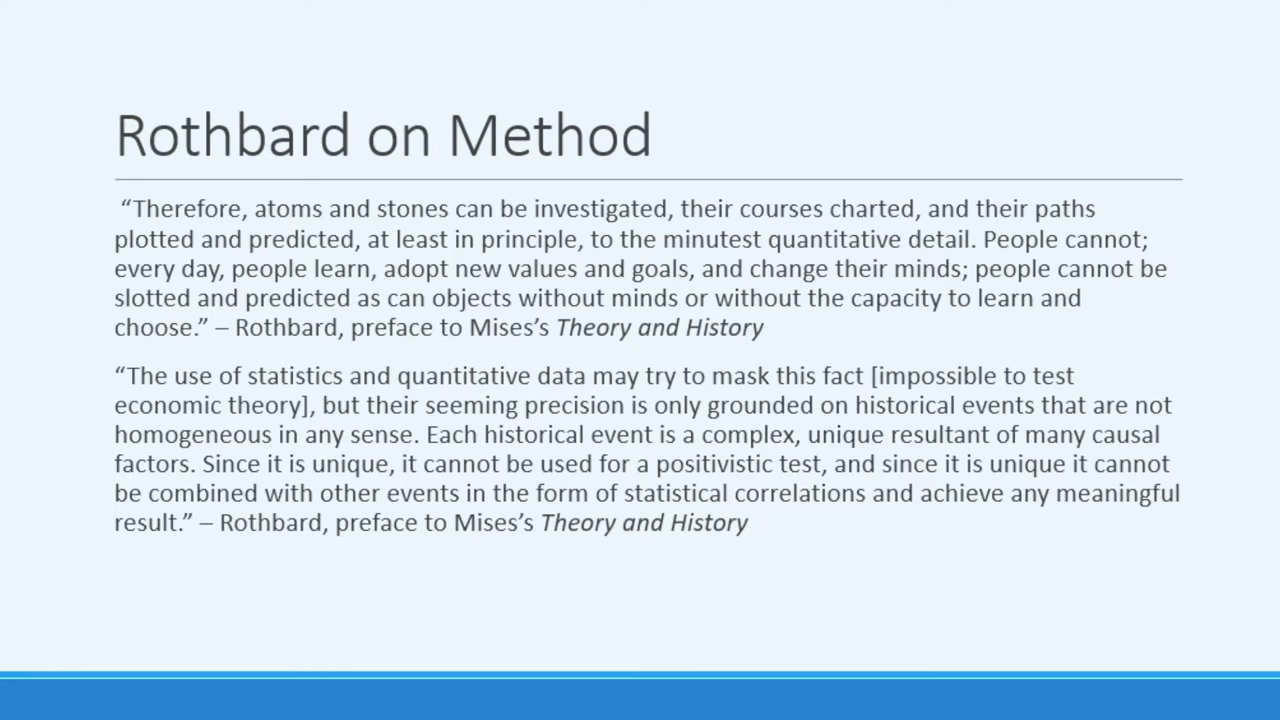 Rothbard on Method
“Therefore, atoms and stones can be investigated, their courses charted, and their paths
plotted and predicted, at least in principle, to the minutest quantitative detail. People cannot;
every day, people learn, adopt new values and goals, and change their minds; people cannot be
slotted and predicted as can objects without minds or without the capacity to learn and
choose.” – Rothbard, preface to Mises’s Theory and History
“The use of statistics and quantitative data may try to mask this fact [impossible to test
economic theory], but their seeming precision is only grounded on historical events that are not
homogeneous in any sense. Each historical event is a complex, unique resultant of many causal
factors. Since it is unique, it cannot be used for a positivistic test, and since it is unique it cannot
be combined with other events in the form of statistical correlations and achieve any meaningful
result.” – Rothbard, preface to Mises’s Theory and History